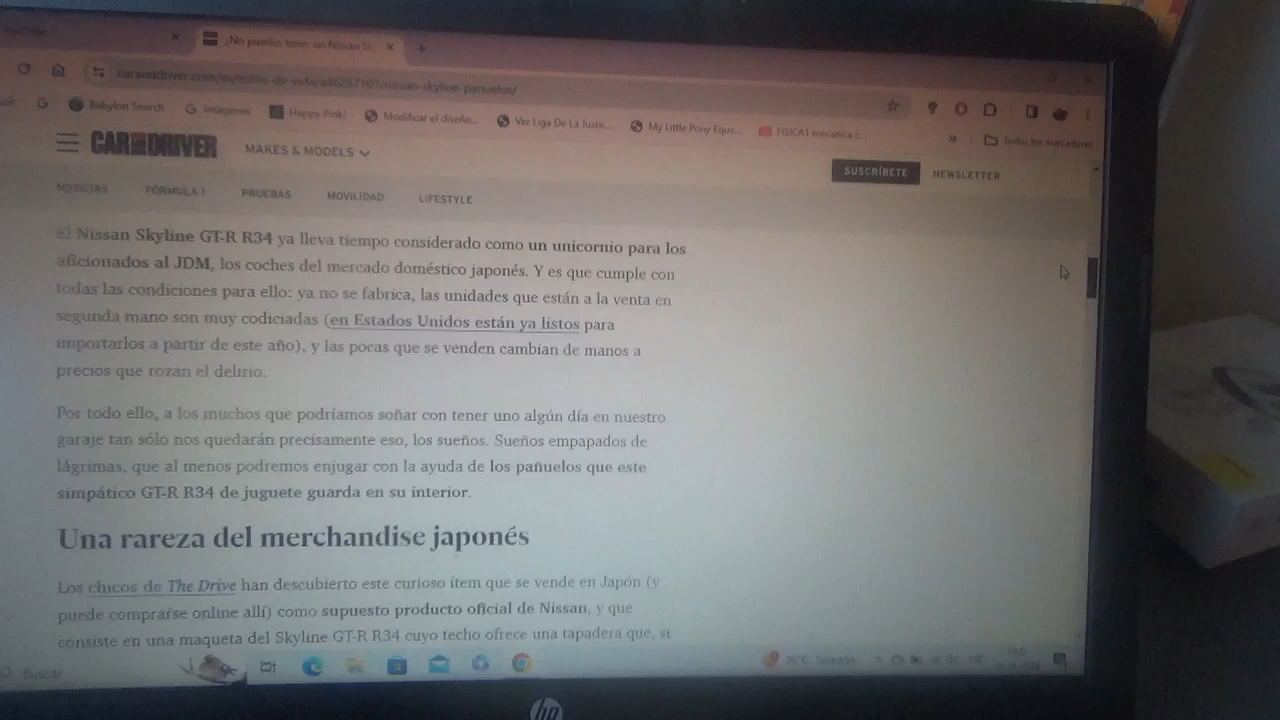 ¿No puedes tener un Nissan S
caranddriver.com/es/estilo-de-vida/a46287107/nissan-skyline-panuelos/
Babylon Search
Imágenes
Happy Pink!
Modificar el diseño...
Ver Liga De La Justic...
My Little Pony Eque...
FISICA1 mecanica c...
» Todos los marcadores
CAR AND DRIVER
MAKES & MODELS
SUSCRÍBETE
NEWSLETTER
NOTICIAS
FÓRMULA 1
PRUEBAS
MOVILIDAD
LIFESTYLE
El Nissan Skyline GT-R R34 ya lleva tiempo considerado como un unicornio para los
aficionados al JDM, los coches del mercado doméstico japonés. Y es que cumple con
todas las condiciones para ello: ya no se fabrica, las unidades que están a la venta en
segunda mano son muy codiciadas (en Estados Unidos están ya listos para
importarlos a partir de este año), y las pocas que se venden cambian de manos a
precios que rozan el delirio.
Por todo ello, a los muchos que podríamos soñar con tener uno algún día en nuestro
garaje tan sólo nos quedarán precisamente eso, los sueños. Sueños empapados de
lágrimas, que al menos podremos enjugar con la ayuda de los pañuelos que este
simpático GT-R R34 de juguete guarda en su interior.
Una rareza del merchandise japonés
Los chicos de The Drive han descubierto este curioso ítem que se vende en Japón (y
puede comprarse online allí) como supuesto producto oficial de Nissan, y que
consiste en una maqueta del Skyline GT-R R34 cuyo techo ofrece una tapadera que, si
Buscar
26°C Soleado
hp